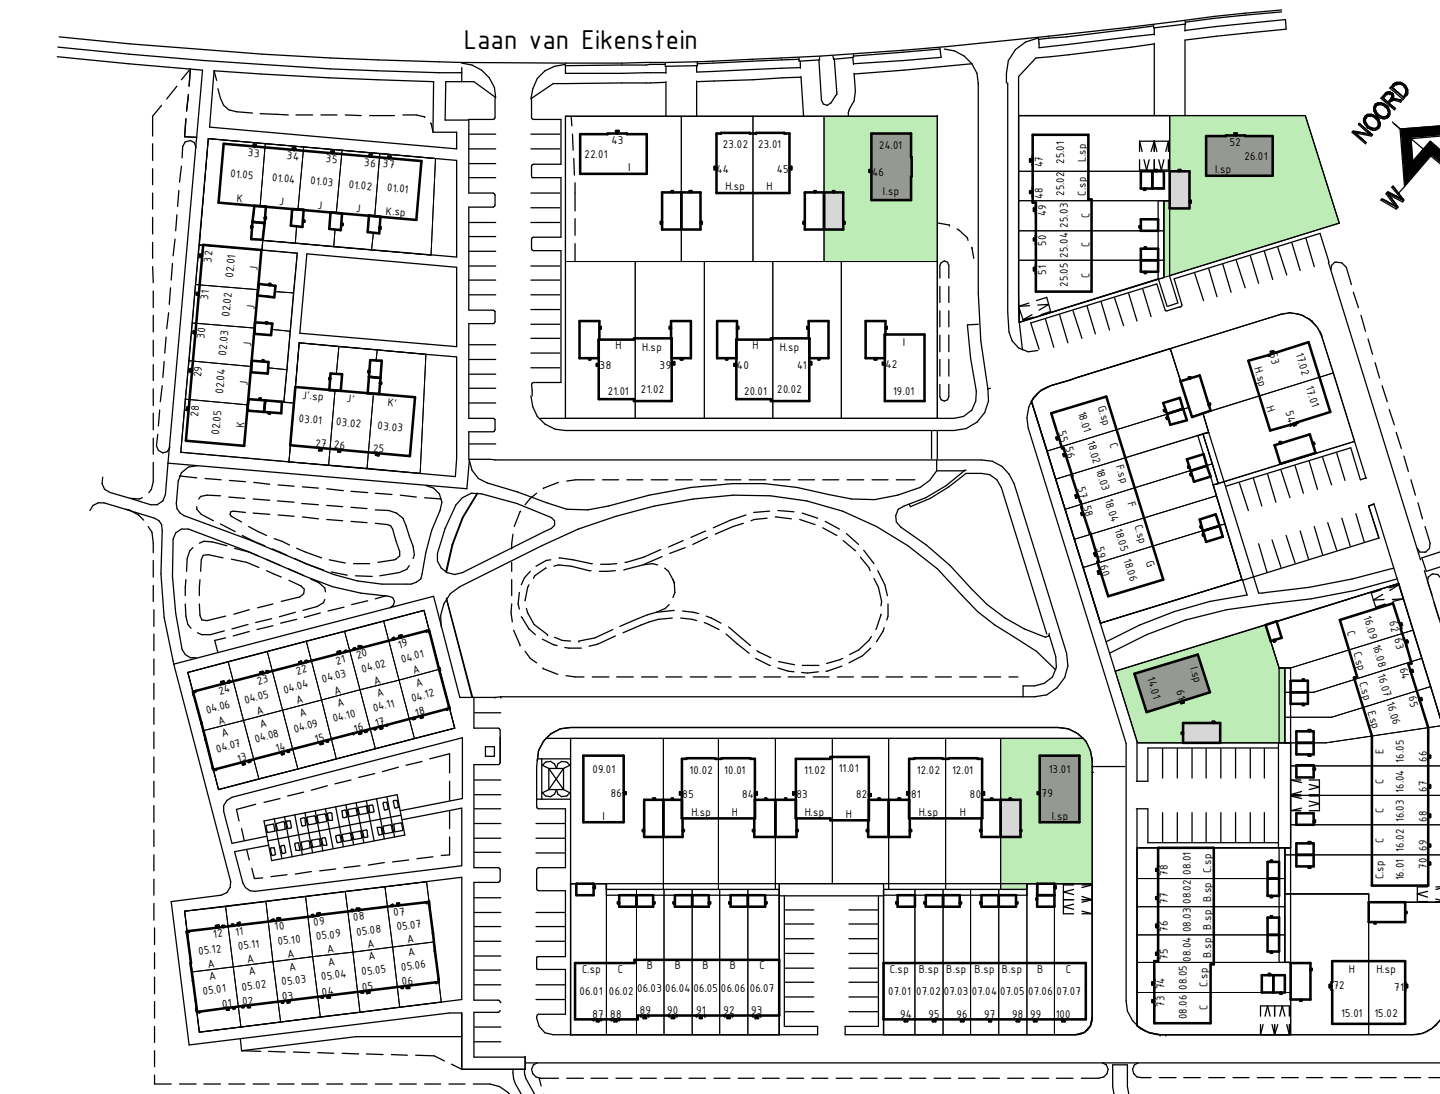 Laan van Eikenstein
NOORD
W
33 34 35 36 37
01.05 01.04 01.03 01.02 01.01
K J J J K.sp
32 02.01 J
31 02.02 J
30 02.03 J
29 02.04 J
28 02.05 K
J'.sp J' K'
03.01 03.02 03.03
27 26 25
43
22.01
I
23.02 23.01
44 45
H.sp H
24.01
46
I.sp
H H.sp
38 39
21.01 21.02
H H.sp
40 41
20.01 20.02
I
42
19.01
47 25.01 I.sp
48 25.02 C.sp
49 25.03 C
50 25.04 C
51 25.05 C
52
26.01
I.sp
53 17.02
H.sp
17.01
H 54
G.sp
18.01 C
55 56 18.02 F.sp
18.03 F
57 58 18.04 C.sp
18.05 G
59 60 18.06
14.01 I.sp
61
24 23 22 21 20 19
04.06 04.05 04.04 04.03 04.02 04.01
A A A A A A
A A A A A A
04.07 04.08 04.09 04.10 04.11 04.12
13 14 15 16 17 18
12 11 10 09 08 07
05.12 05.11 05.10 05.09 05.08 05.07
A A A A A A
A A A A A A
05.01 05.02 05.03 05.04 05.05 05.06
01 02 03 04 05 06
09.01
86
I
10.02 10.01
85 84
H.sp H
11.02 11.01
83 82
H.sp H
12.02 12.01
81 80
H.sp H
13.01
79
I.sp
C.sp C B B B B C
06.01 06.02 06.03 06.04 06.05 06.06 06.07
87 88 89 90 91 92 93
C.sp B.sp B.sp B.sp B.sp B C
07.01 07.02 07.03 07.04 07.05 07.06 07.07
94 95 96 97 98 99 100
62 16.09 C
63 16.08 C.sp
64 16.07 C.sp
65 16.06 E.sp
E 16.05 66
C 16.04 67
C 16.03 68
C 16.02 69
C.sp 16.01 70
78 08.01 C.sp
77 08.02 B.sp
76 08.03 B.sp
75 08.04 B.sp
74 08.05 C.sp
73 08.06 C
H H.sp
72 71
15.01 15.02